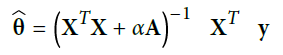 θ̂ = (XᵀX + αA)⁻¹ Xᵀ y